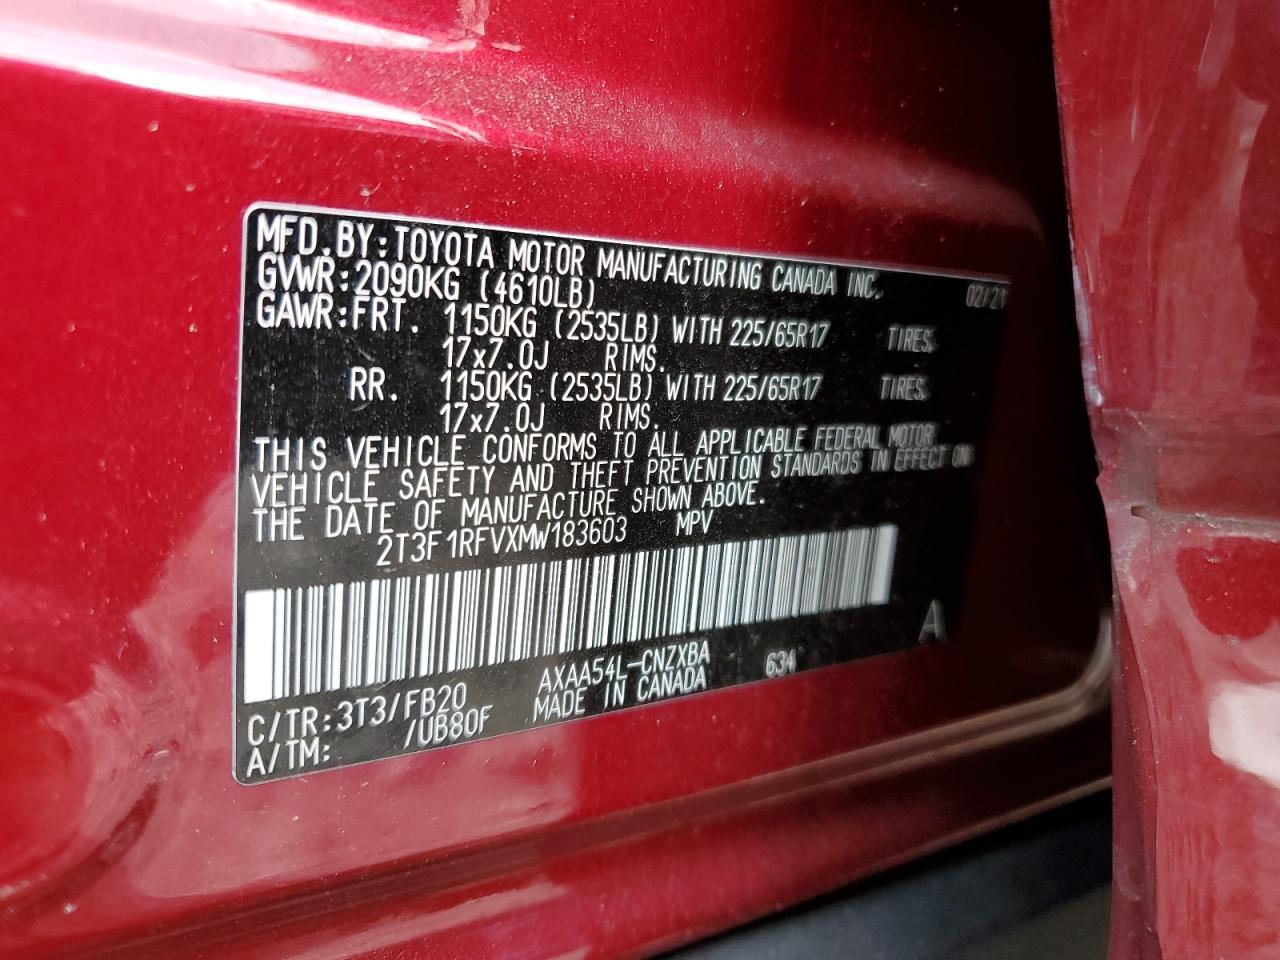 MFD.BY:TOYOTA MOTOR MANUFACTURING CANADA INC. 02/21
GVWR:2090KG (4610LB)
GAWR:FRT. 1150KG (2535LB) WITH 225/65R17 TIRES.
17x7.0J RIMS.
RR. 1150KG (2535LB) WITH 225/65R17 TIRES.
17x7.0J RIMS.
THIS VEHICLE CONFORMS TO ALL APPLICABLE FEDERAL MOTOR
VEHICLE SAFETY AND THEFT PREVENTION STANDARDS IN EFFECT ON
THE DATE OF MANUFACTURE SHOWN ABOVE.
2T3F1RFVXMW183603 MPV
A
C/TR:3T3/FB20 AXAA54L-CNZXBA 634
A/TM: /UB80F MADE IN CANADA